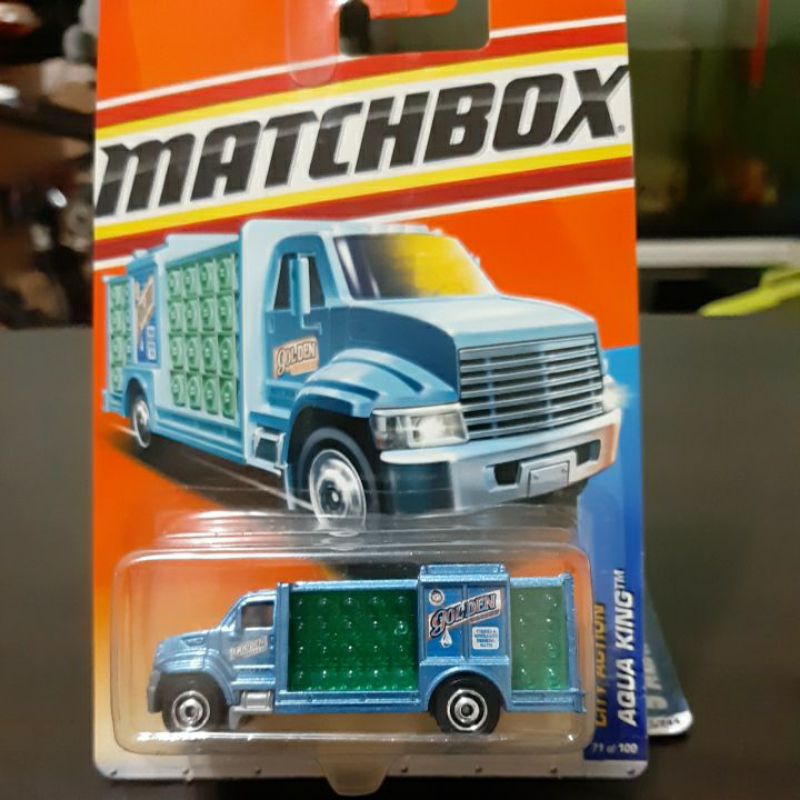 MATCHBOX
GOLDEN
GOLDEN
CITY ACTION
AQUA KING™
71 of 100